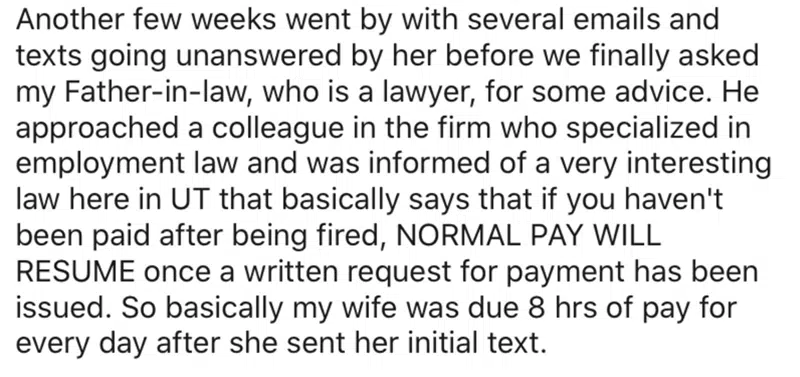 Another few weeks went by with several emails and
texts going unanswered by her before we finally asked
my Father-in-law, who is a lawyer, for some advice. He
approached a colleague in the firm who specialized in
employment law and was informed of a very interesting
law here in UT that basically says that if you haven't
been paid after being fired, NORMAL PAY WILL
RESUME once a written request for payment has been
issued. So basically my wife was due 8 hrs of pay for
every day after she sent her initial text.